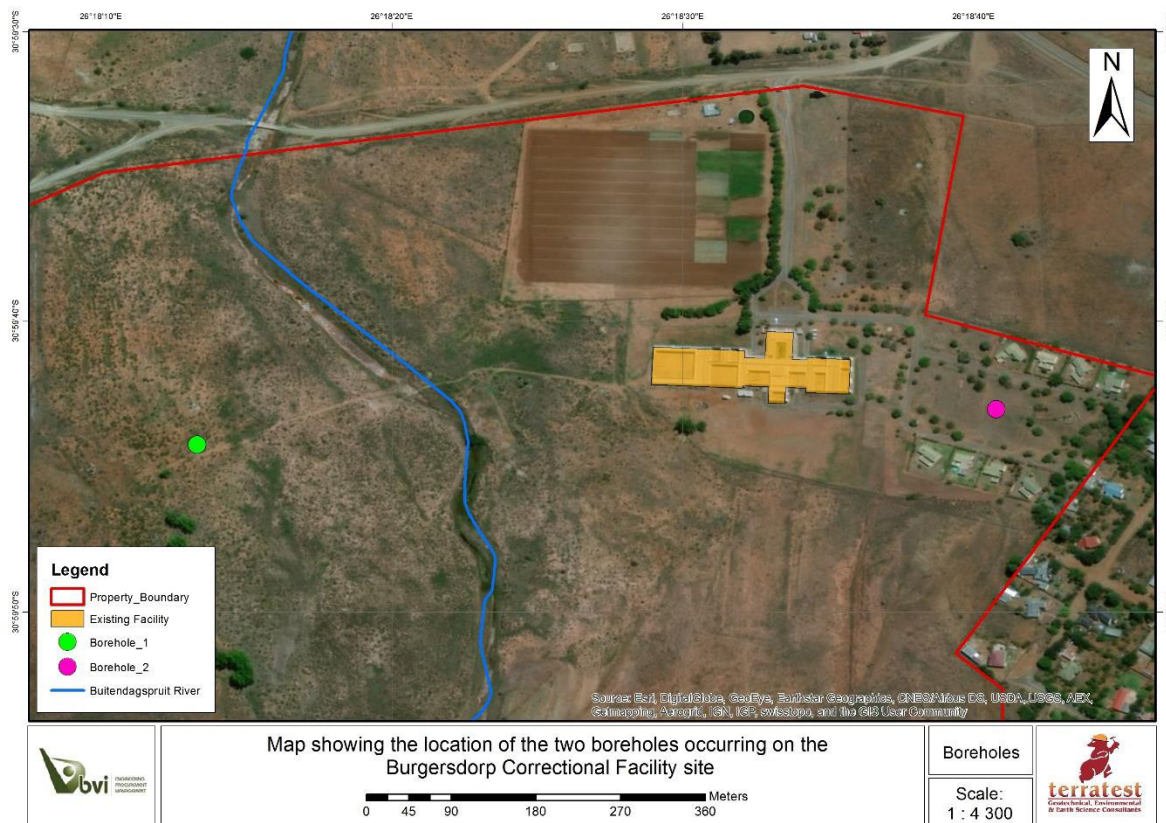 26°18'10"E
26°18'20"E
26°18'30"E
26°18'40"E
30°59'30"S
30°59'40"S
30°59'50"S
N
Legend
Property_Boundary
Existing Facility
Borehole_1
Borehole_2
Buitendagspruit River
Source: Esri, DigitalGlobe, GeoEye, Earthstar Geographics, CNES/Airbus DS, USDA, USGS, AEX,
Getmapping, Aerogrid, IGN, IGP, swisstopo, and the GIS User Community
bvi
ENGINEERING
PROCUREMENT
MANAGEMENT
Map showing the location of the two boreholes occurring on the
Burgersdorp Correctional Facility site
Meters
0 45 90 180 270 360
Boreholes
Scale:
1 : 4 300
terratest
Geotechnical, Environmental
& Earth Science Consultants